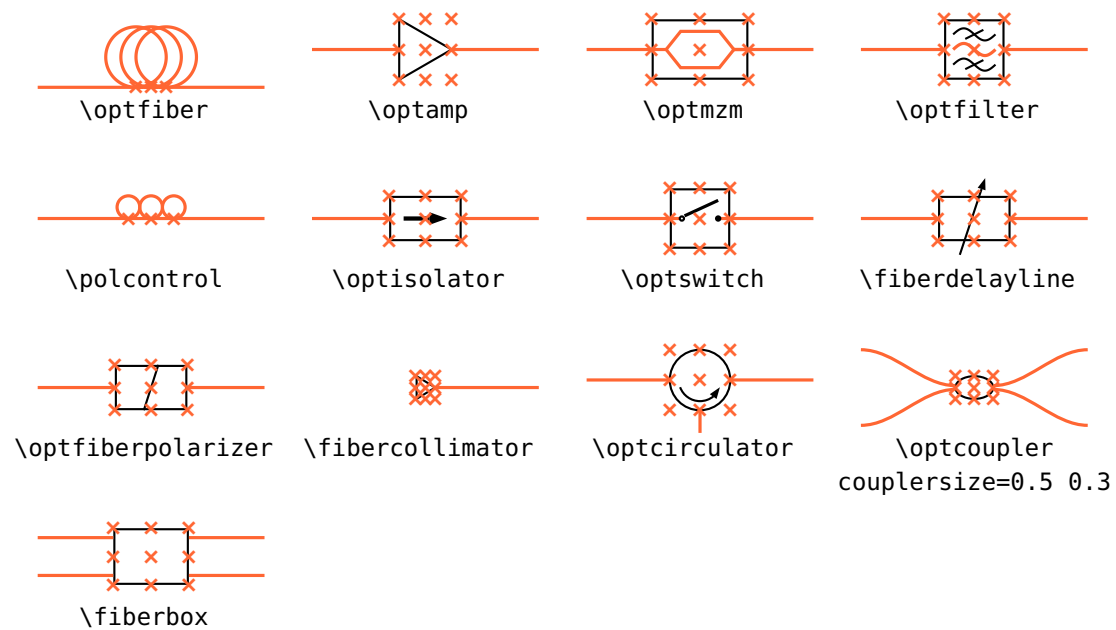 \optfiber
\optamp
\optmzm
\optfilter
\polcontrol
\optisolator
\optswitch
\fiberdelayline
\optfiberpolarizer
\fibercollimator
\optcirculator
\optcoupler
couplersize=0.5 0.3
\fiberbox